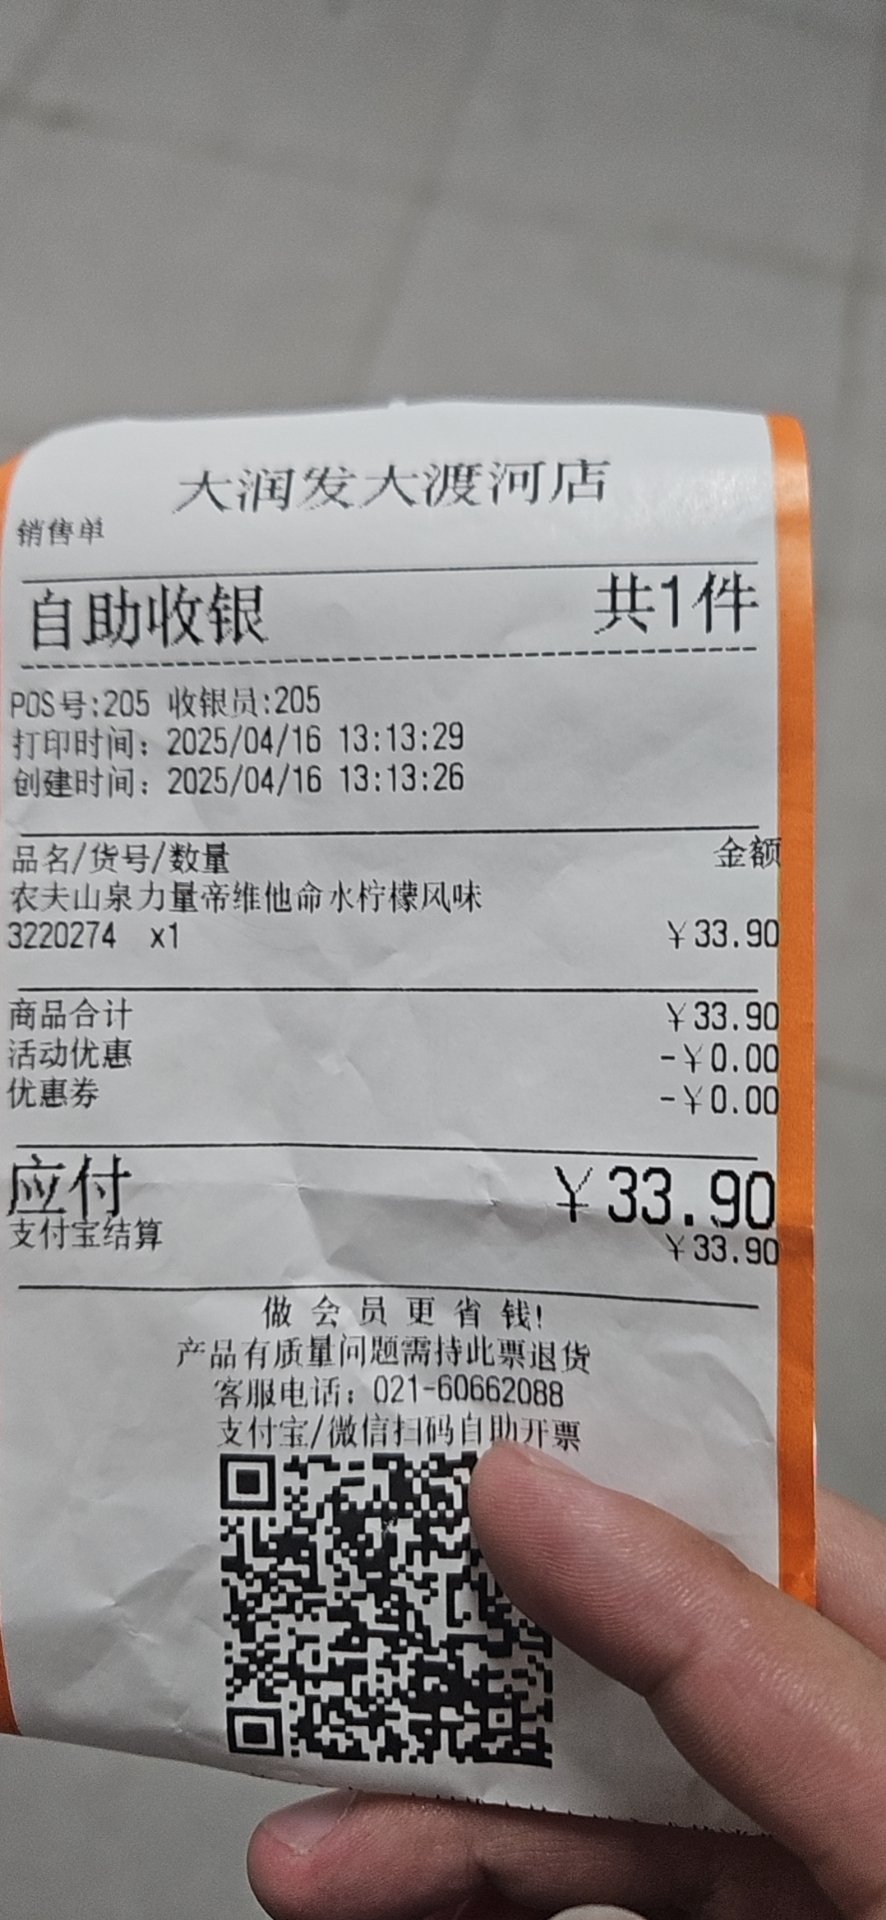 大润发大渡河店
销售单
自助收银 共1件
POS号:205 收银员:205
打印时间: 2025/04/16 13:13:29
创建时间: 2025/04/16 13:13:26
品名/货号/数量 金额
农夫山泉力量帝维他命水柠檬风味
3220274 x1 ¥33.90
商品合计 ¥33.90
活动优惠 -¥0.00
优惠券 -¥0.00
应付 ¥33.90
支付宝结算 ¥33.90
做会员更省钱!
产品有质量问题需持此票退货
客服电话: 021-60662088
支付宝/微信扫码自助开票